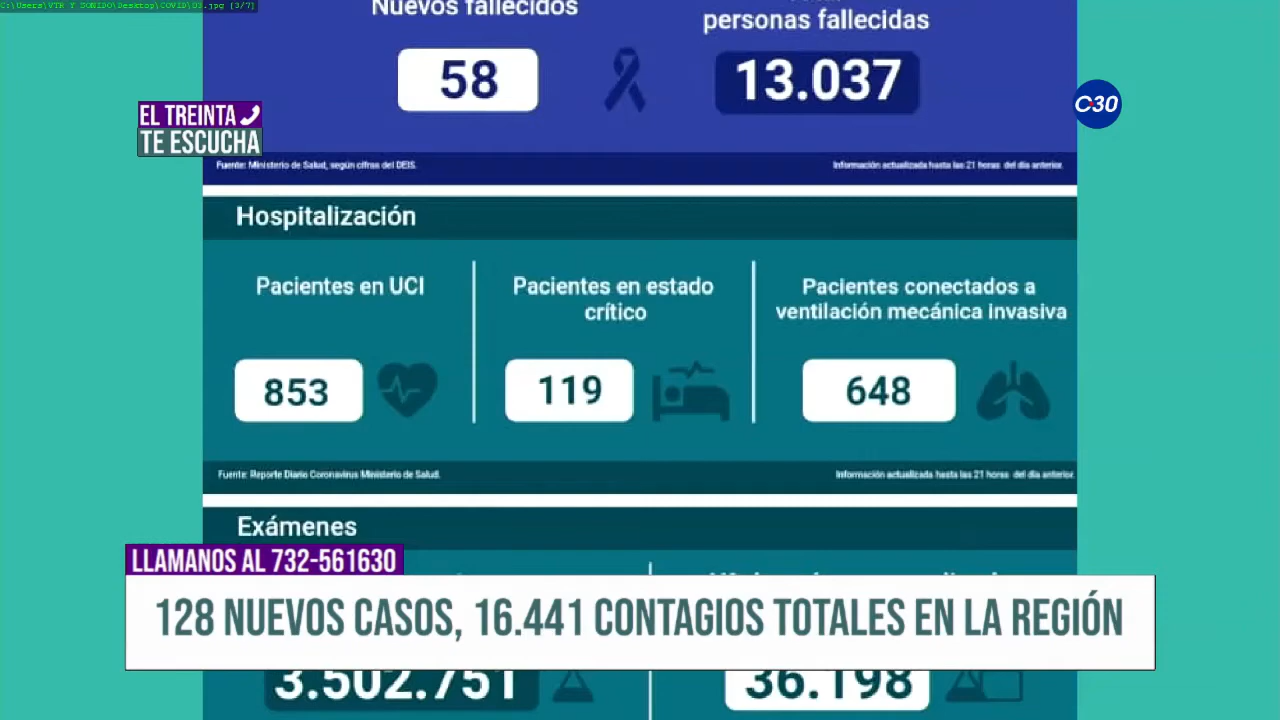 C:\Users\VTR Y SONIDO\Desktop\COVID\03.jpg [3/7]
Nuevos fallecidos
personas fallecidas
58
13.037
EL TREINTA
TE ESCUCHA
C30
Fuente: Ministerio de Salud, según cifras del DEIS.
Información actualizada hasta las 21 horas del día anterior.
Hospitalización
Pacientes en UCI
Pacientes en estado
crítico
Pacientes conectados a
ventilación mecánica invasiva
853
119
648
Fuente: Reporte Diario Coronavirus Ministerio de Salud.
Información actualizada hasta las 21 horas del día anterior.
Exámenes
LLAMANOS AL 732-561630
128 NUEVOS CASOS, 16.441 CONTAGIOS TOTALES EN LA REGIÓN
3.502.751
36.198